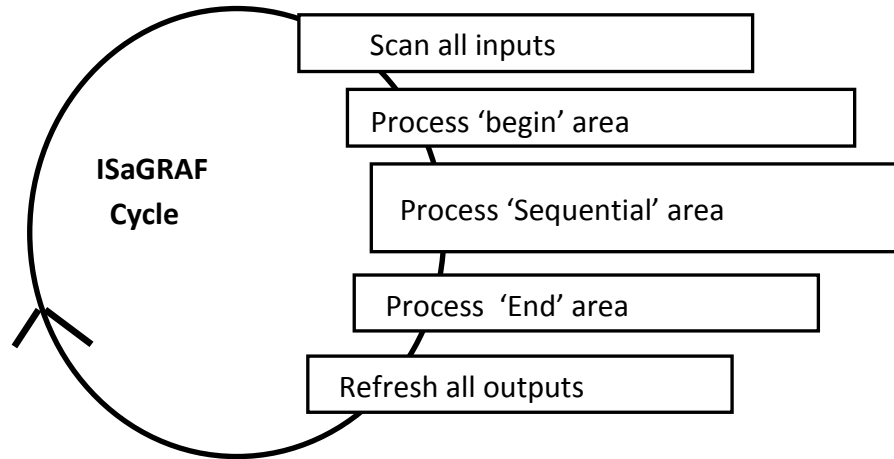 Scan all inputs
Process ‘begin’ area
ISaGRAF
Cycle
Process ‘Sequential’ area
Process ‘End’ area
Refresh all outputs